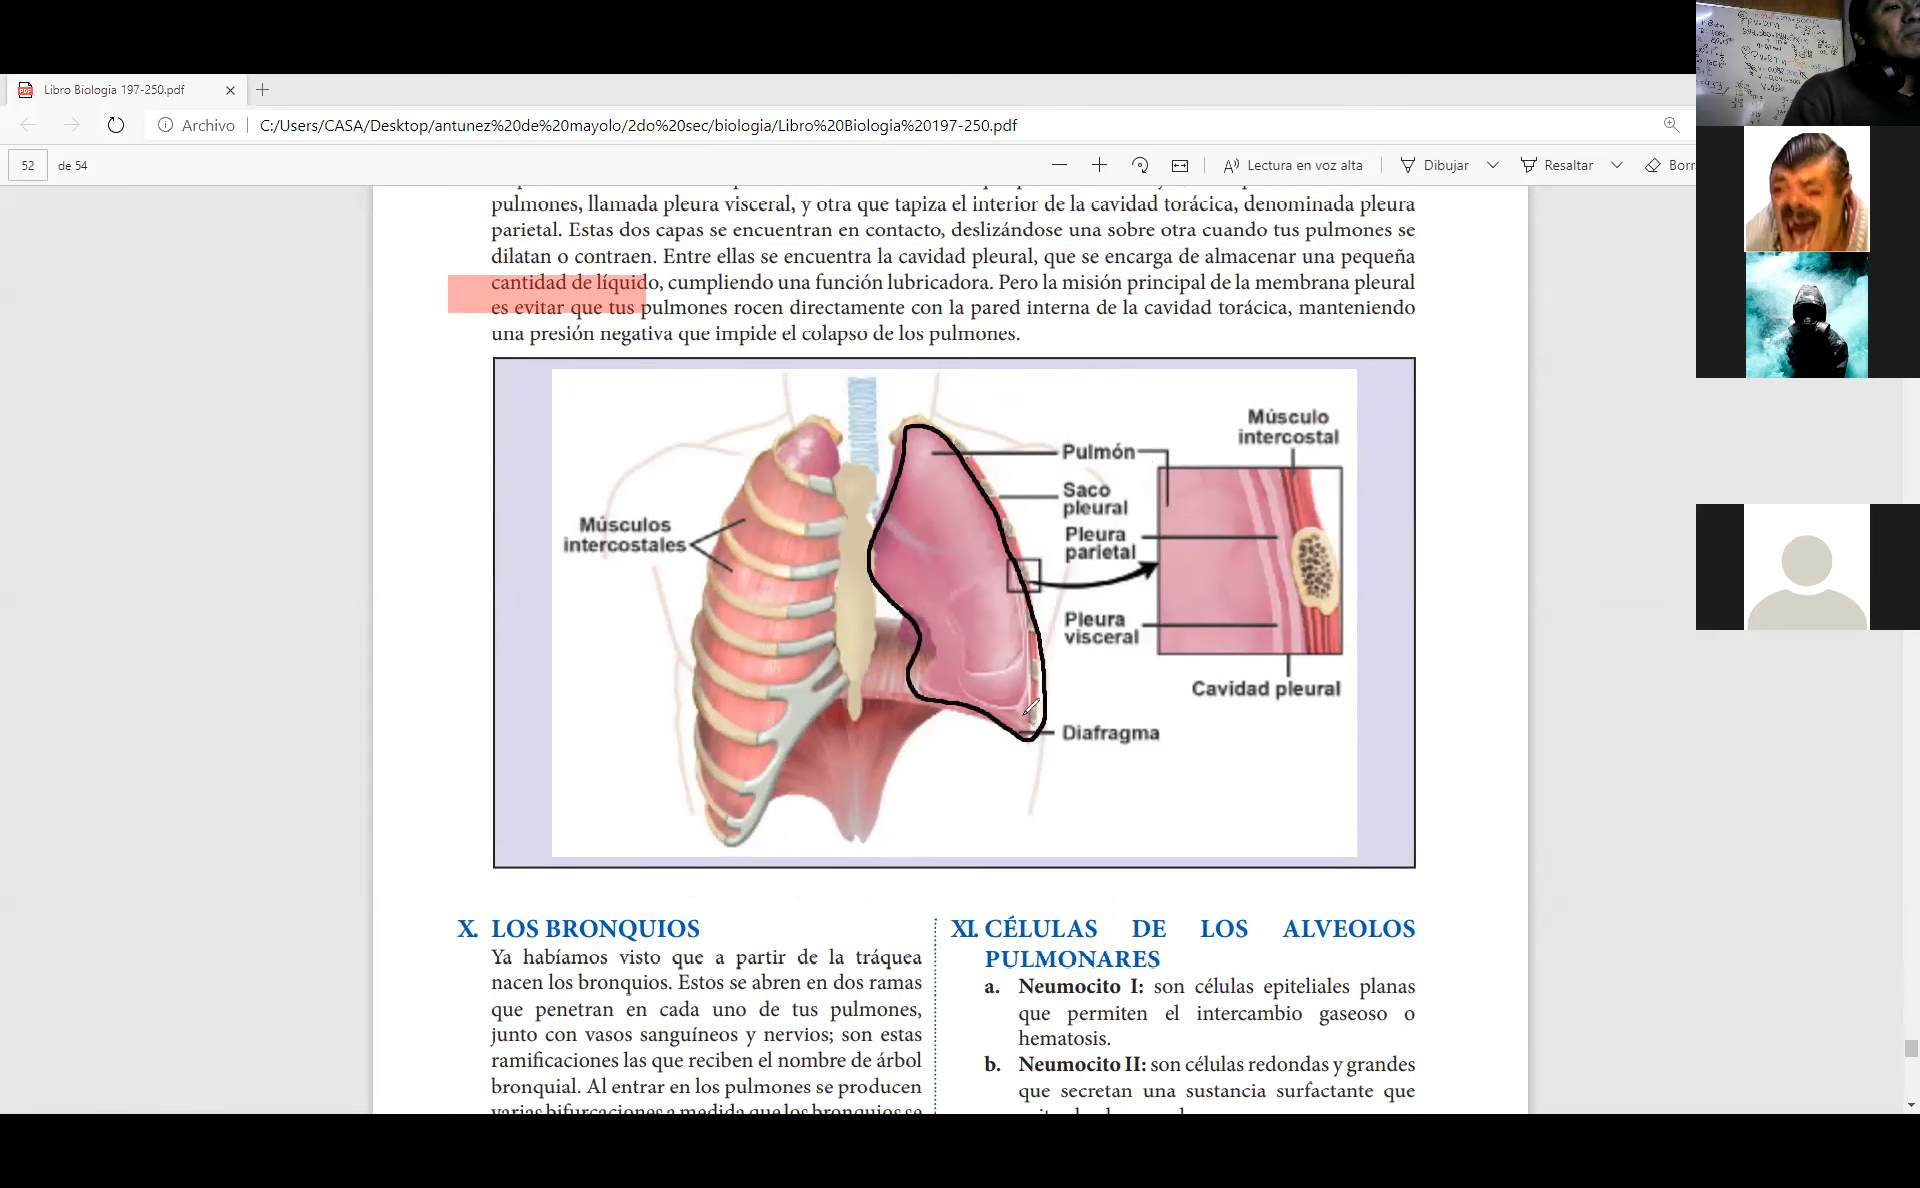 Libro Biologia 197-250.pdf
Archivo
C:/Users/CASA/Desktop/antunez%20de%20mayolo/2do%20sec/biologia/Libro%20Biologia%20197-250.pdf
52 de 54
Lectura en voz alta
Dibujar
Resaltar
Borr
pulmones, llamada pleura visceral, y otra que tapiza el interior de la cavidad torácica, denominada pleura
parietal. Estas dos capas se encuentran en contacto, deslizándose una sobre otra cuando tus pulmones se
dilatan o contraen. Entre ellas se encuentra la cavidad pleural, que se encarga de almacenar una pequeña
cantidad de líquido, cumpliendo una función lubricadora. Pero la misión principal de la membrana pleural
es evitar que tus pulmones rocen directamente con la pared interna de la cavidad torácica, manteniendo
una presión negativa que impide el colapso de los pulmones.
Músculos
intercostales
Pulmón
Saco
pleural
Pleura
parietal
Pleura
visceral
Diafragma
Músculo
intercostal
Cavidad pleural
X. LOS BRONQUIOS
Ya habíamos visto que a partir de la tráquea
nacen los bronquios. Estos se abren en dos ramas
que penetran en cada uno de tus pulmones,
junto con vasos sanguíneos y nervios; son estas
ramificaciones las que reciben el nombre de árbol
bronquial. Al entrar en los pulmones se producen
varias bifurcaciones a medida que los bronquios se
XI. CÉLULAS DE LOS ALVEOLOS
PULMONARES
a. Neumocito I: son células epiteliales planas
que permiten el intercambio gaseoso o
hematosis.
b. Neumocito II: son células redondas y grandes
que secretan una sustancia surfactante que